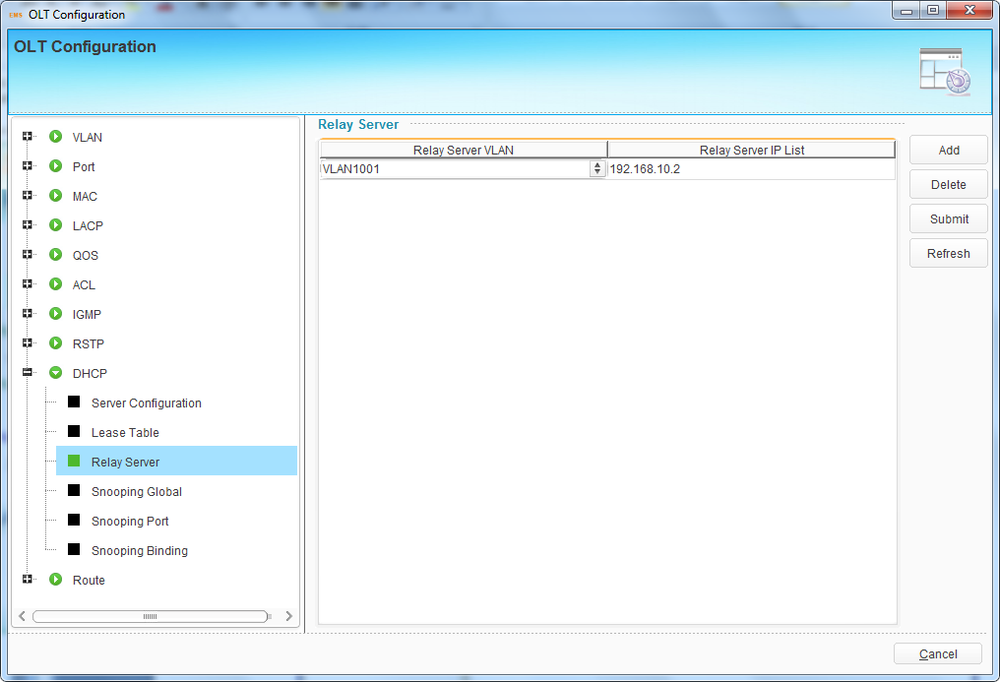 EMS OLT Configuration
OLT Configuration
VLAN
Port
MAC
LACP
QOS
ACL
IGMP
RSTP
DHCP
Server Configuration
Lease Table
Relay Server
Snooping Global
Snooping Port
Snooping Binding
Route
Relay Server
Relay Server VLAN Relay Server IP List
VLAN1001 192.168.10.2
Add
Delete
Submit
Refresh
Cancel